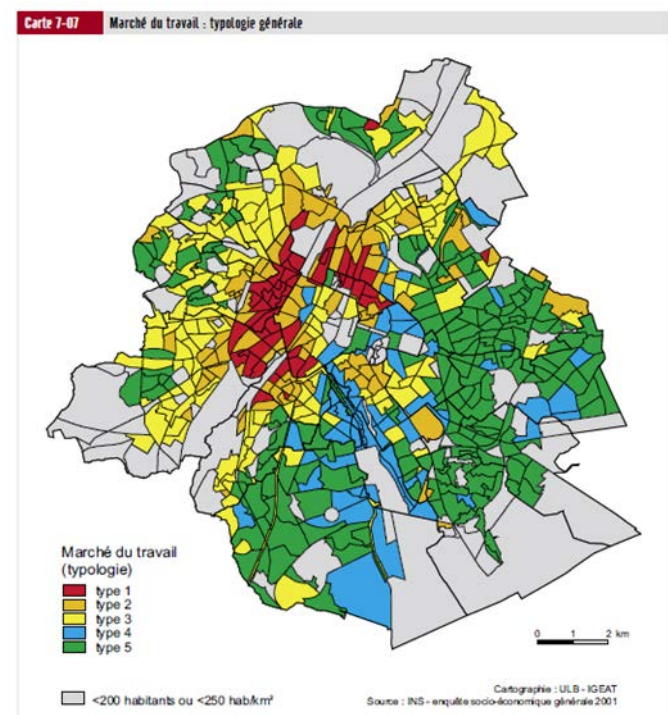 Carte 7-07 Marché du travail : typologie générale
Marché du travail
(typologie)
type 1
type 2
type 3
type 4
type 5
0 1 2 km
<200 habitants ou <250 hab/km²
Cartographie : ULB - IGEAT
Source : INS - enquête socio-économique générale 2001